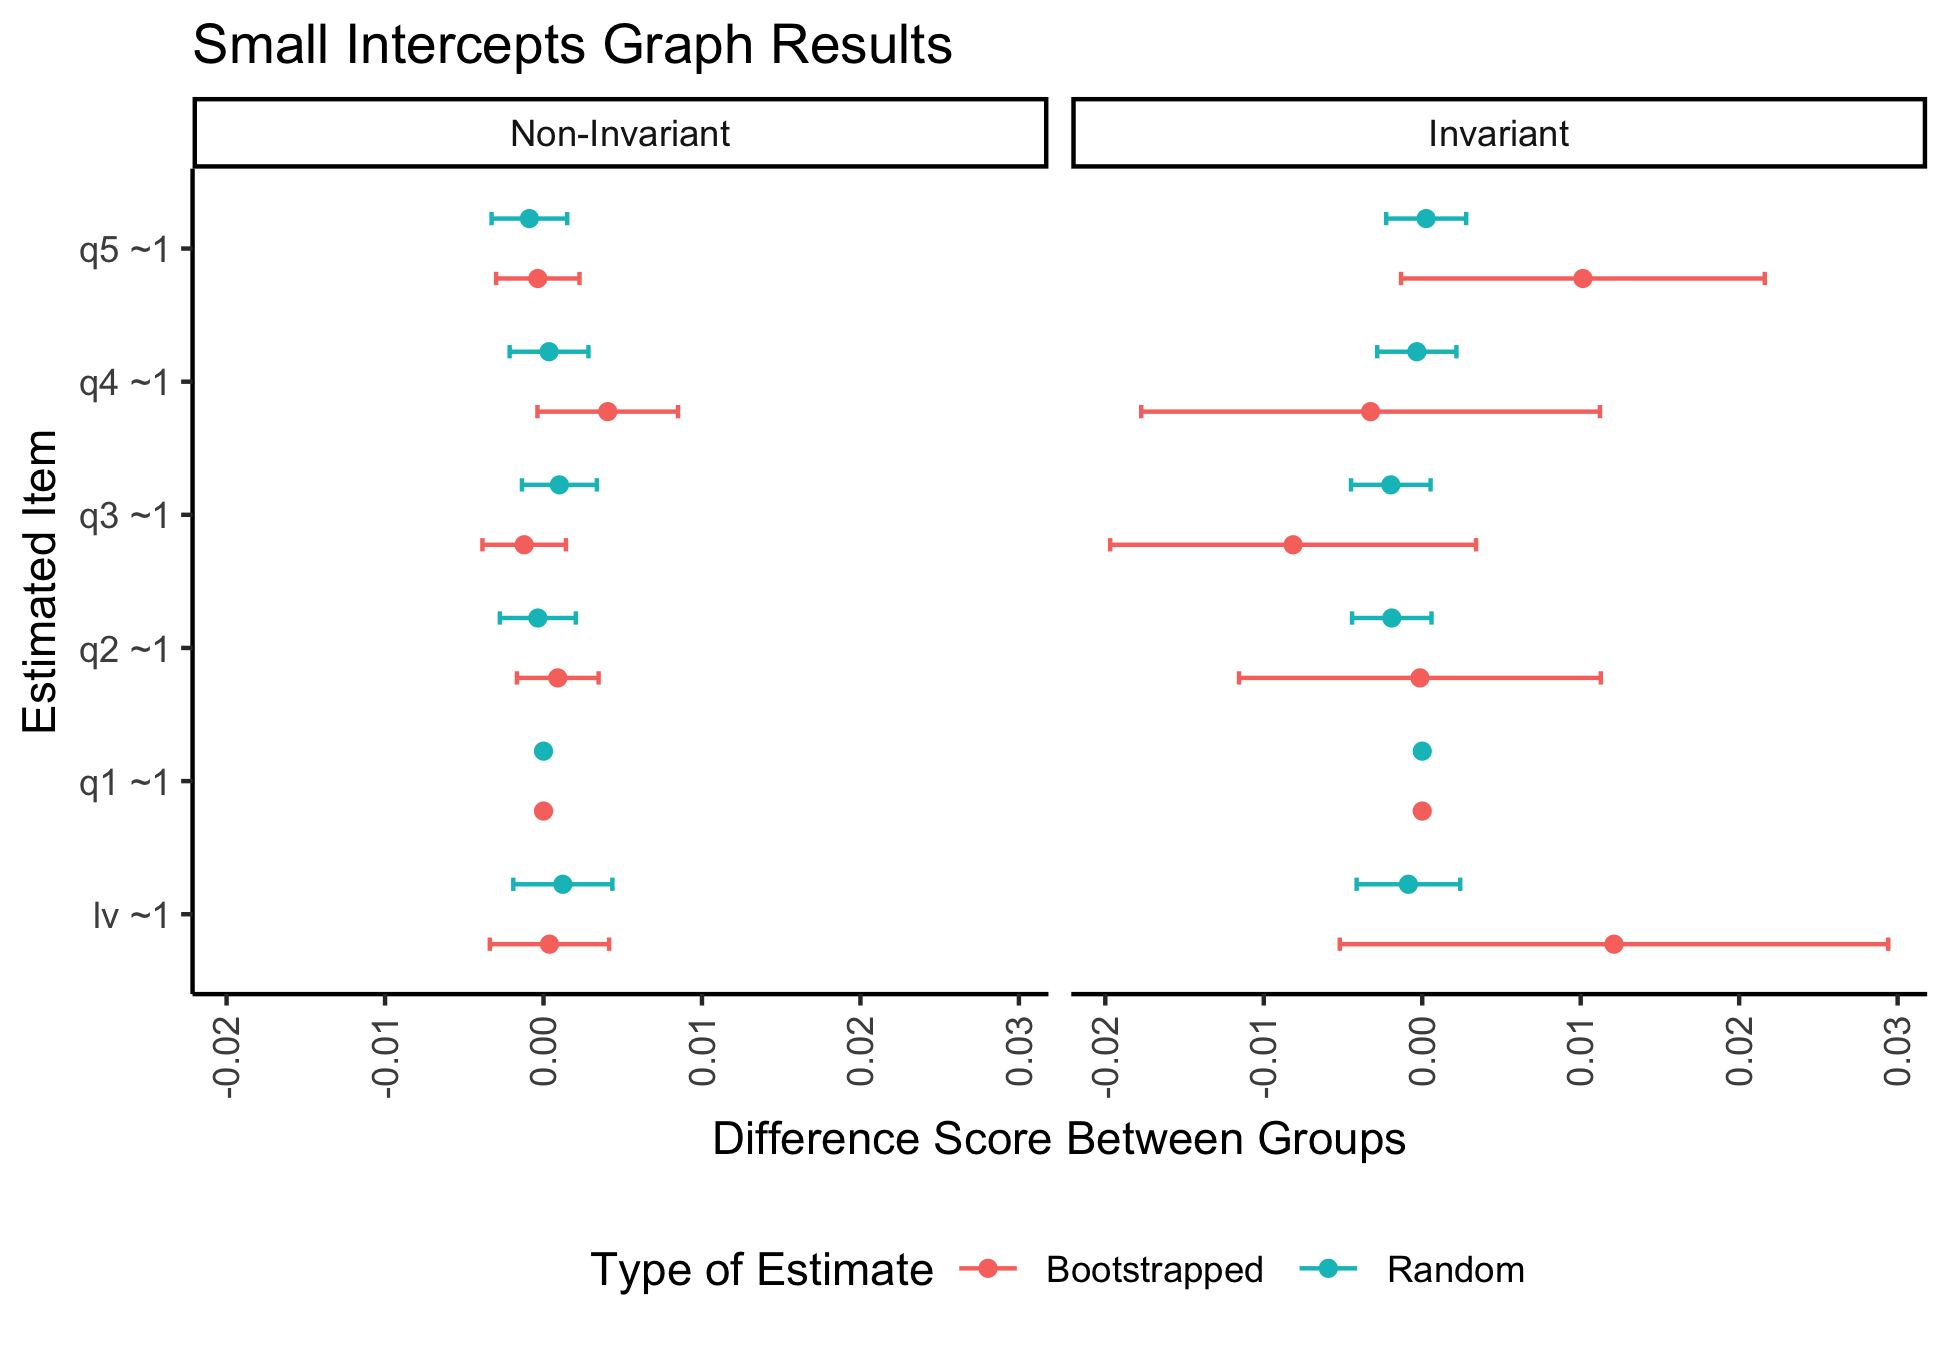 Small Intercepts Graph Results
Non-Invariant
Invariant
Estimated Item
q5 ~1
q4 ~1
q3 ~1
q2 ~1
q1 ~1
lv ~1
-0.02 -0.01 0.00 0.01 0.02 0.03
-0.02 -0.01 0.00 0.01 0.02 0.03
Difference Score Between Groups
Type of Estimate Bootstrapped Random